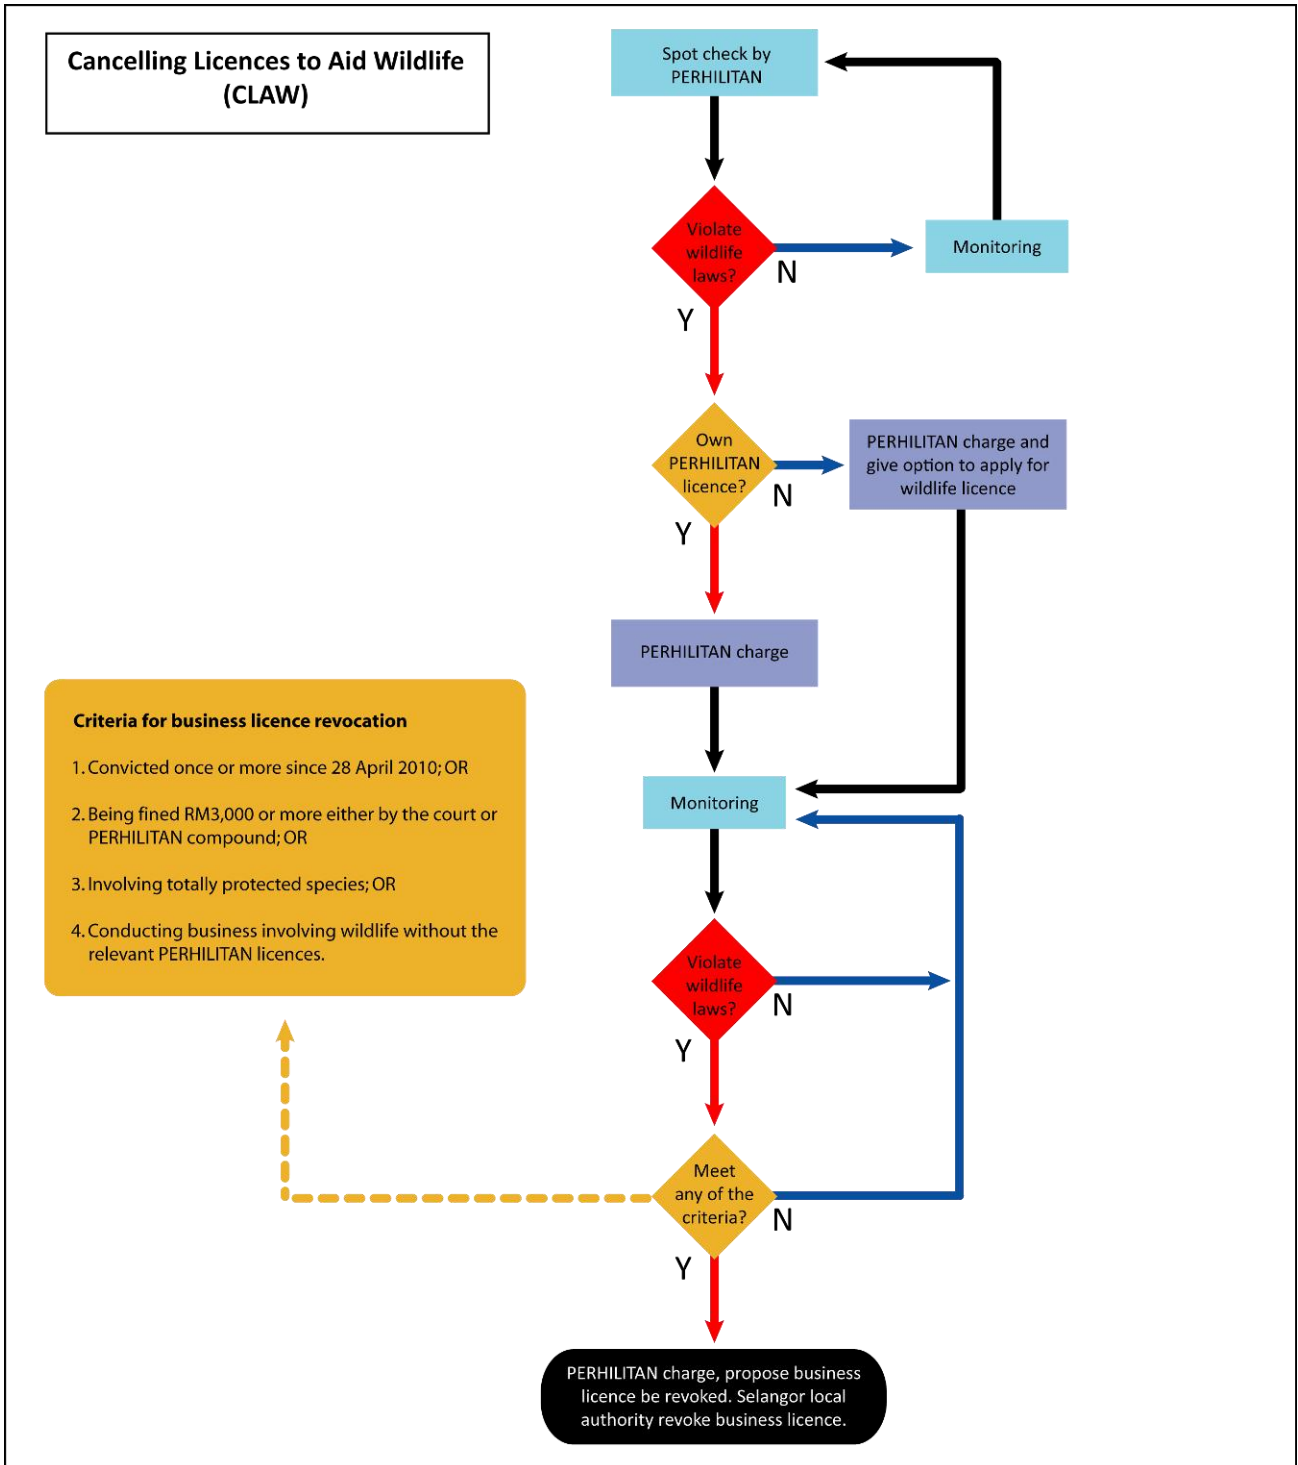 Cancelling Licences to Aid Wildlife
(CLAW)
Spot check by
PERHILITAN
Violate
wildlife
laws?
N
Monitoring
Y
Own
PERHILITAN
licence?
N
PERHILITAN charge and
give option to apply for
wildlife licence
Y
PERHILITAN charge
Criteria for business licence revocation
1. Convicted once or more since 28 April 2010; OR
2. Being fined RM3,000 or more either by the court or
PERHILITAN compound; OR
3. Involving totally protected species; OR
4. Conducting business involving wildlife without the
relevant PERHILITAN licences.
Monitoring
Violate
wildlife
laws?
N
Y
Meet
any of the
criteria?
N
Y
PERHILITAN charge, propose business
licence be revoked. Selangor local
authority revoke business licence.